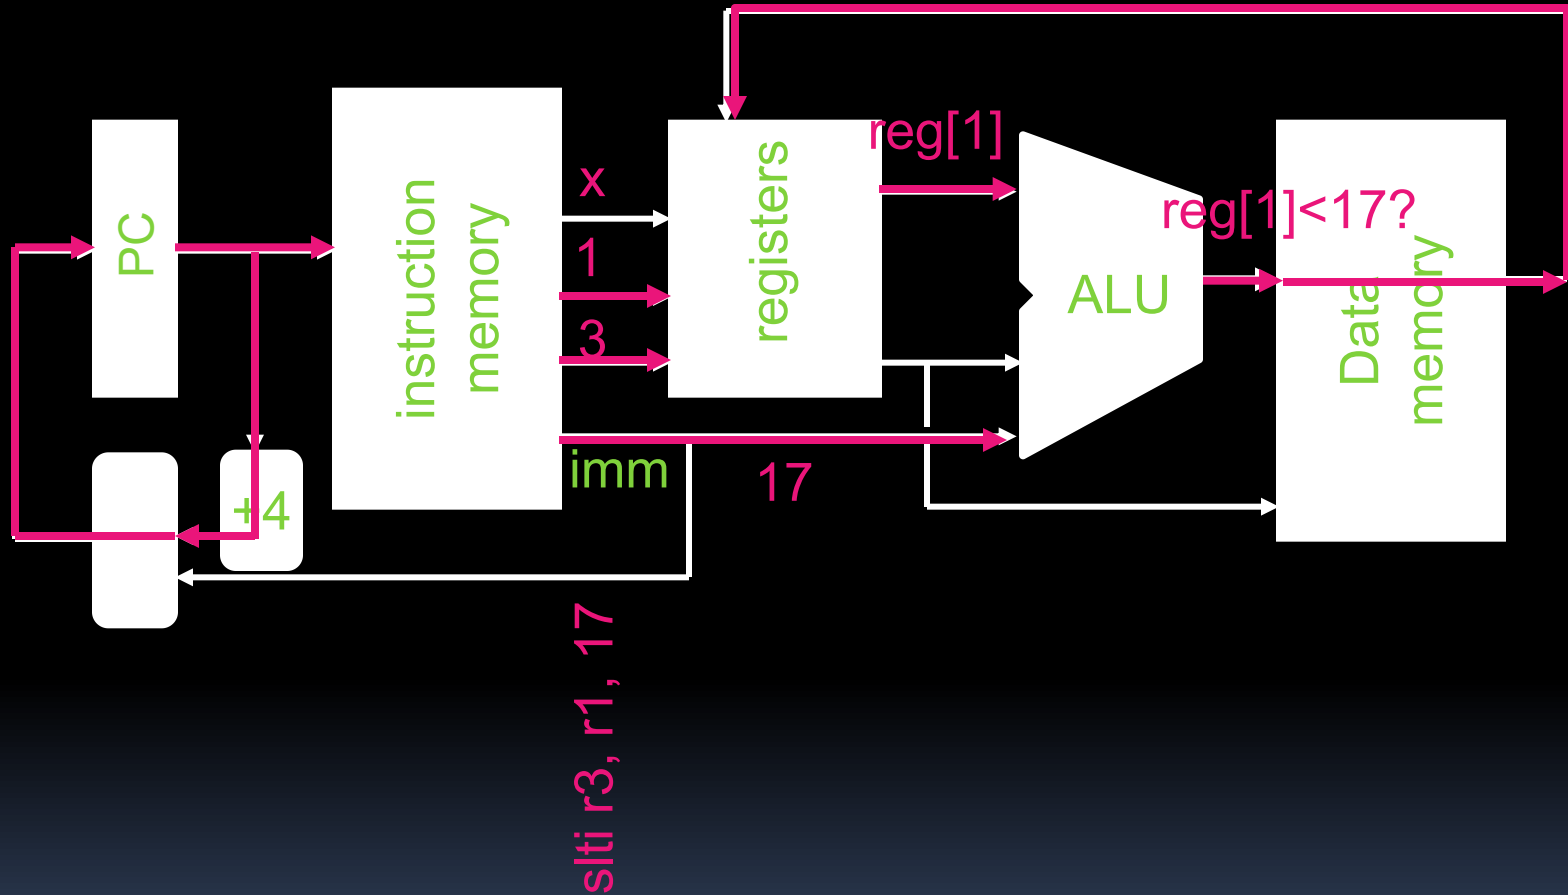 PC
+4
instruction
memory
x
1
3
imm
17
registers
reg[1]
ALU
reg[1]<17?
Data
memory
slti r3, r1, 17